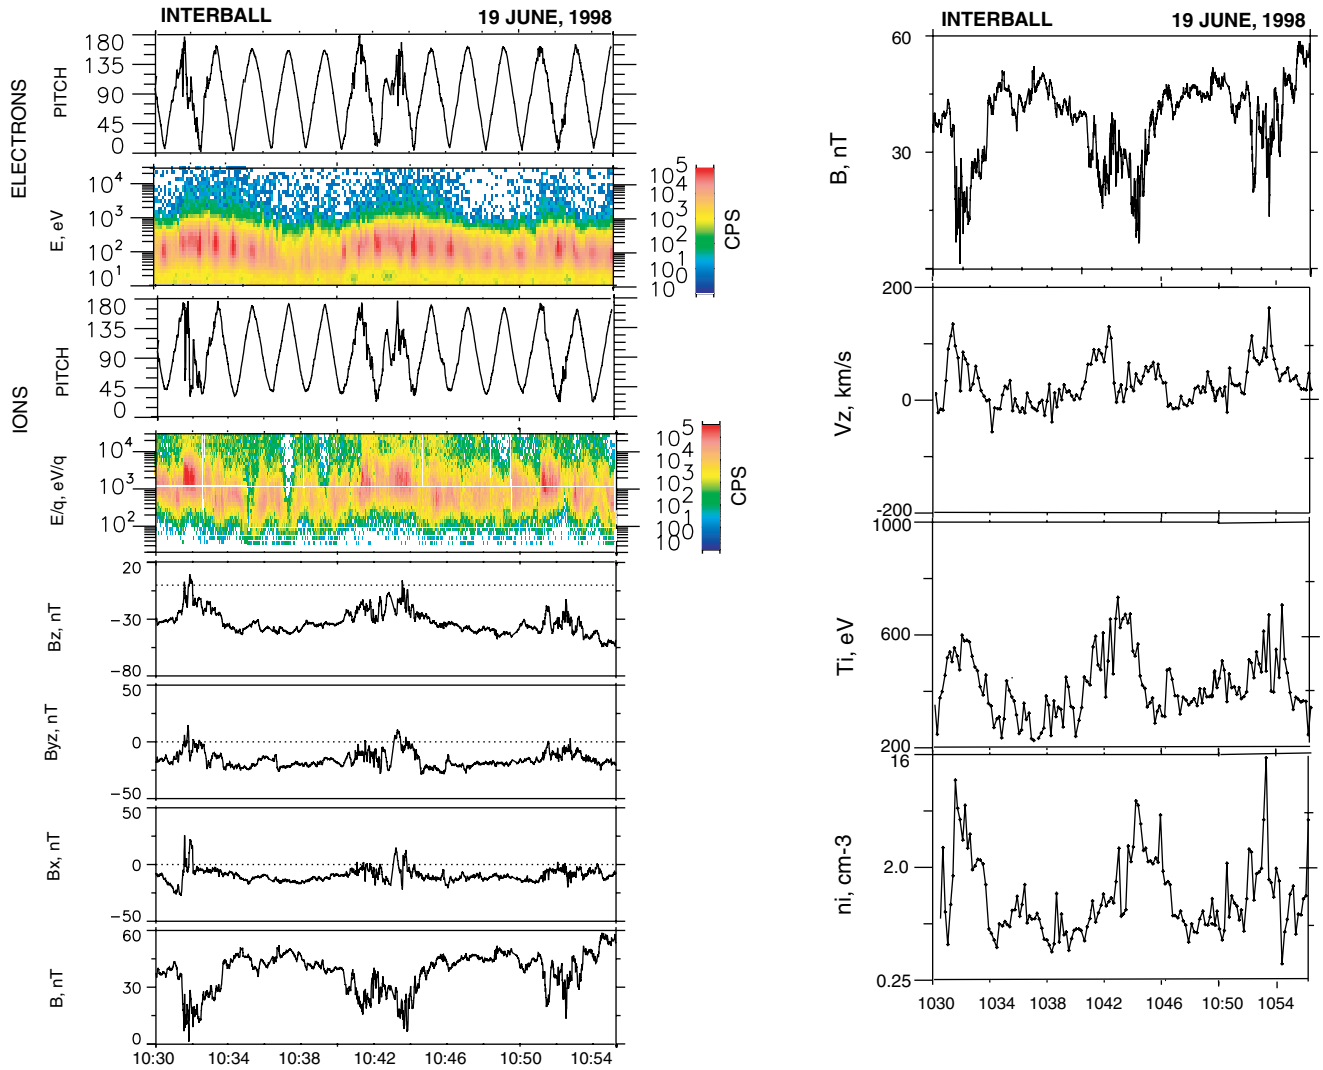 INTERBALL 19 JUNE, 1998
ELECTRONS
PITCH
180
135
90
45
0
E, eV
10^4
10^3
10^2
10^1
10^5
10^4
10^3
10^2
10^1
10^0
CPS
IONS
PITCH
180
135
90
45
0
E/q, eV/q
10^4
10^3
10^2
10^5
10^4
10^3
10^2
10^0
10^0
CPS
Bz, nT
20
−30
−80
Byz, nT
50
0
−50
Bx, nT
50
0
−50
B, nT
60
30
0
10:30 10:34 10:38 10:42 10:46 10:50 10:54
INTERBALL 19 JUNE, 1998
B, nT
60
30
Vz, km/s
200
0
-200
Ti, eV
1000
600
200
ni, cm-3
16
2.0
0.25
1030 1034 1038 1042 1046 10:50 1054